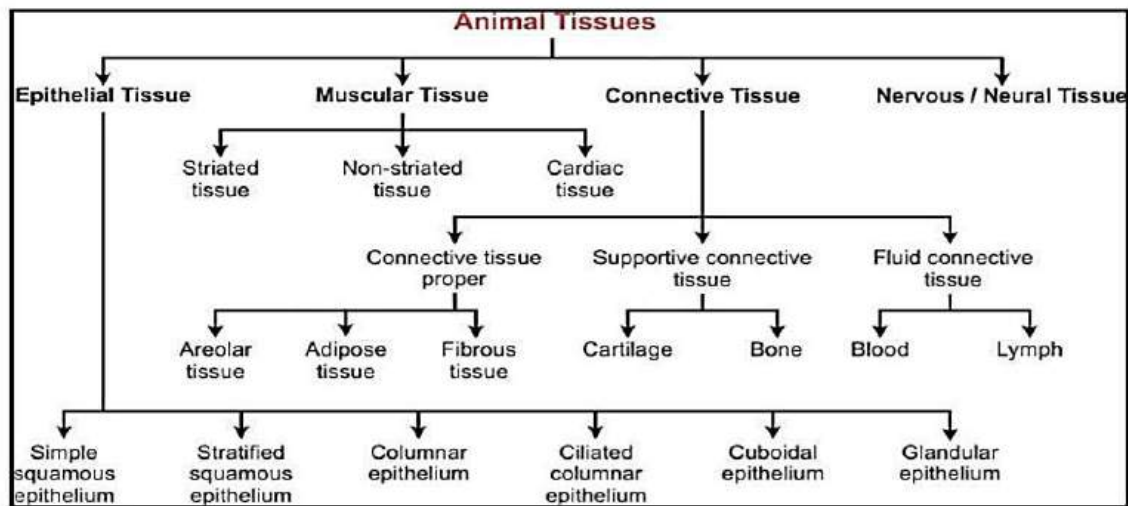 Animal Tissues
Epithelial Tissue
Muscular Tissue
Connective Tissue
Nervous / Neural Tissue
Striated
tissue
Non-striated
tissue
Cardiac
tissue
Connective tissue
proper
Supportive connective
tissue
Fluid connective
tissue
Areolar
tissue
Adipose
tissue
Fibrous
tissue
Cartilage
Bone
Blood
Lymph
Simple
squamous
epithelium
Stratified
squamous
epithelium
Columnar
epithelium
Ciliated
columnar
epithelium
Cuboidal
epithelium
Glandular
epithelium